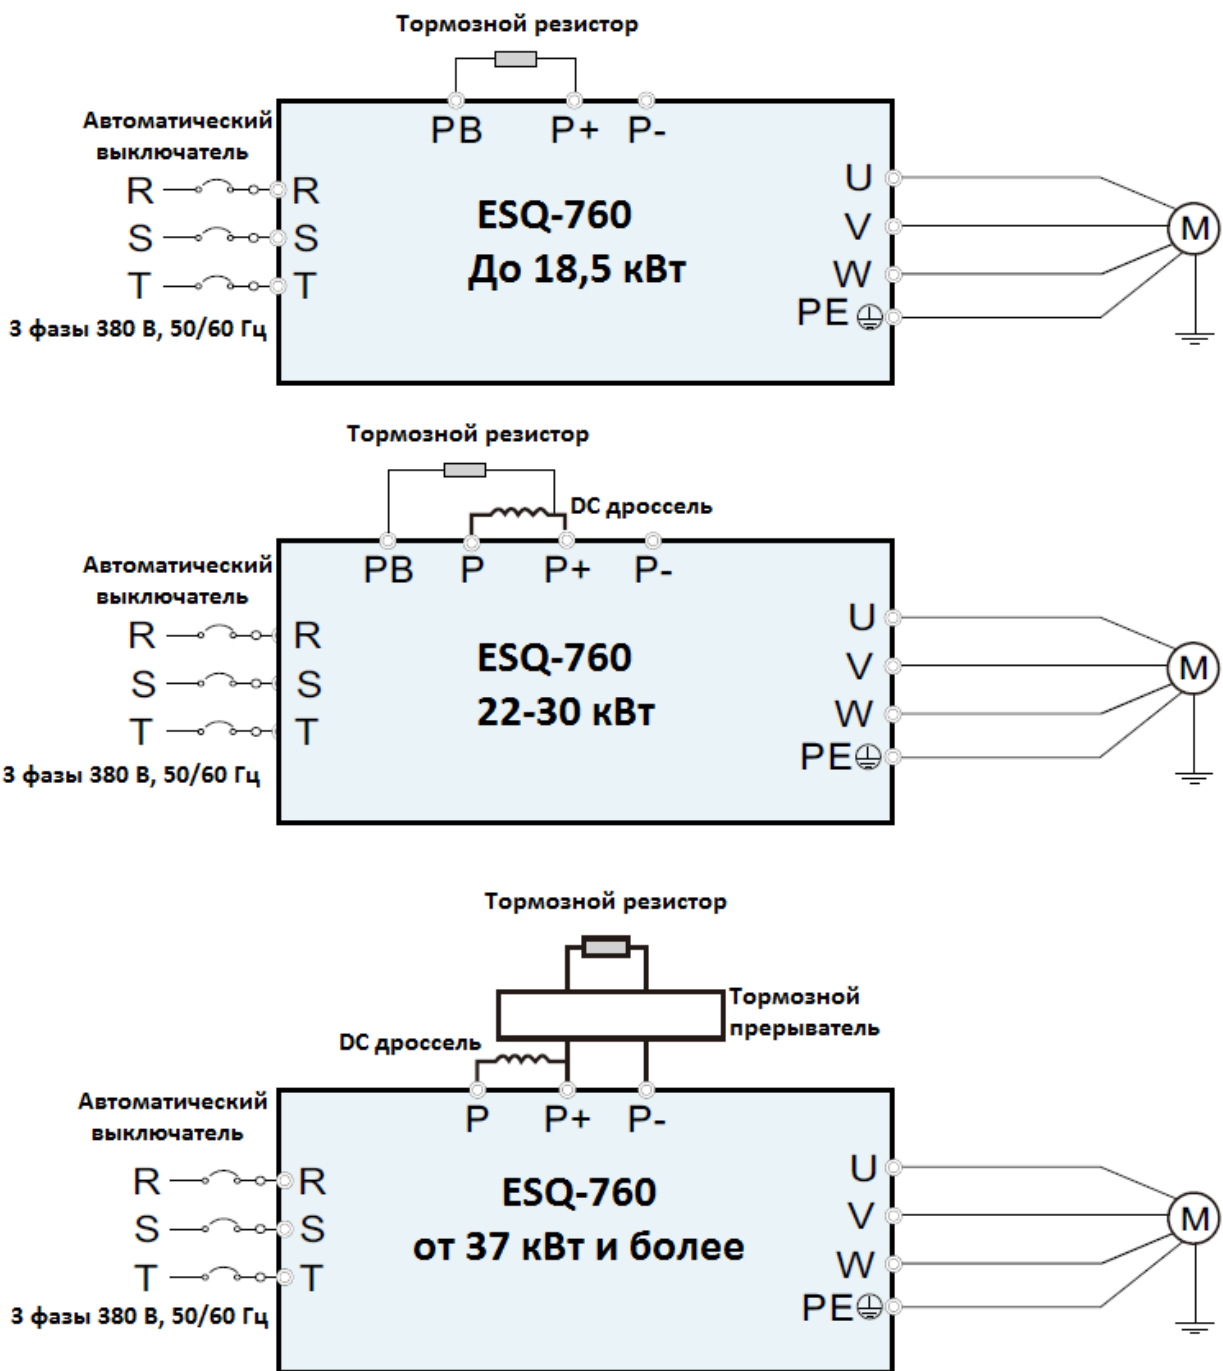 Тормозной резистор
Автоматический
выключатель
PB P+ P-
R R
S S
T T
3 фазы 380 В, 50/60 Гц
ESQ-760
До 18,5 кВт
U
V
W
PE
M
Тормозной резистор
DC дроссель
Автоматический
выключатель
PB P P+ P-
R R
S S
T T
3 фазы 380 В, 50/60 Гц
ESQ-760
22-30 кВт
U
V
W
PE
M
Тормозной резистор
Тормозной
прерыватель
DC дроссель
Автоматический
выключатель
P P+ P-
R R
S S
T T
3 фазы 380 В, 50/60 Гц
ESQ-760
от 37 кВт и более
U
V
W
PE
M